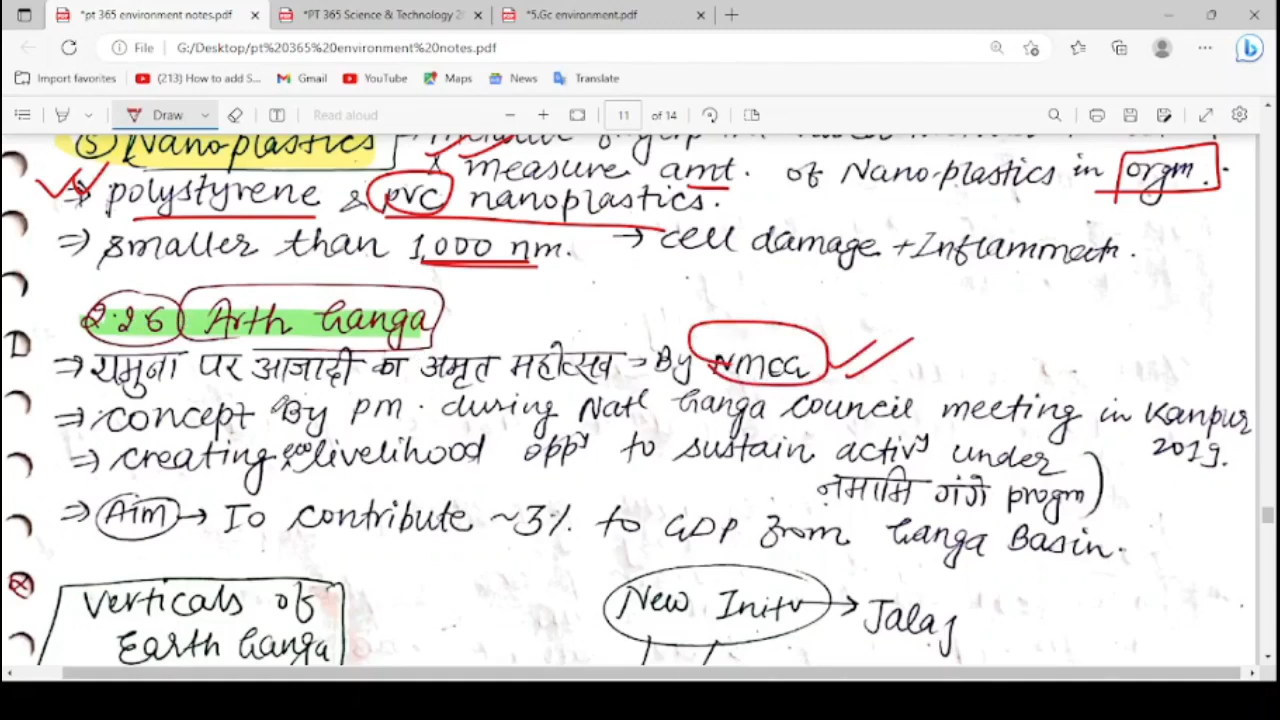 *pt 365 environment notes.pdf
*PT 365 Science & Technology 2
*5.Gc environment.pdf
File G:/Desktop/pt%20365%20environment%20notes.pdf
Import favorites (213) How to add S... Gmail YouTube Maps News Translate
Draw Read aloud 11 of 14
(5) Nanoplastics
& measure amt. of Nanoplastics in orgm.
⇒ polystyrene & PVC nanoplastics.
⇒ smaller than 1,000 nm. → cell damage + Inflammatn.
2.26 Arth Ganga
⇒ यमुना पर आजादी का अमृत महोत्सव = By NMCG
⇒ concept By PM. during Natl Ganga Council meeting in Kanpur 2019.
⇒ creating livelihood oppy to sustain activy under
नमामि गंगे progm)
⇒ Aim → To contribute ~3% to GDP from Ganga Basin.
Verticals of
Earth Ganga
New Initv → Jalaj